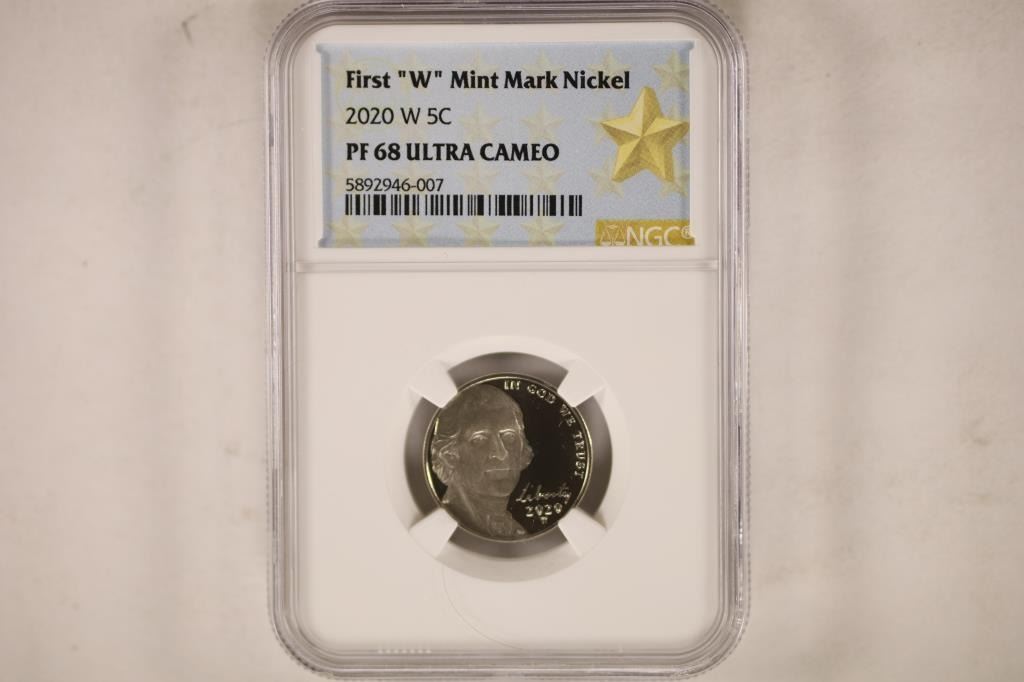 First "W" Mint Mark Nickel
2020 W 5C
PF 68 ULTRA CAMEO
5892946-007
NGC®
IN GOD WE TRUST
Liberty
2020